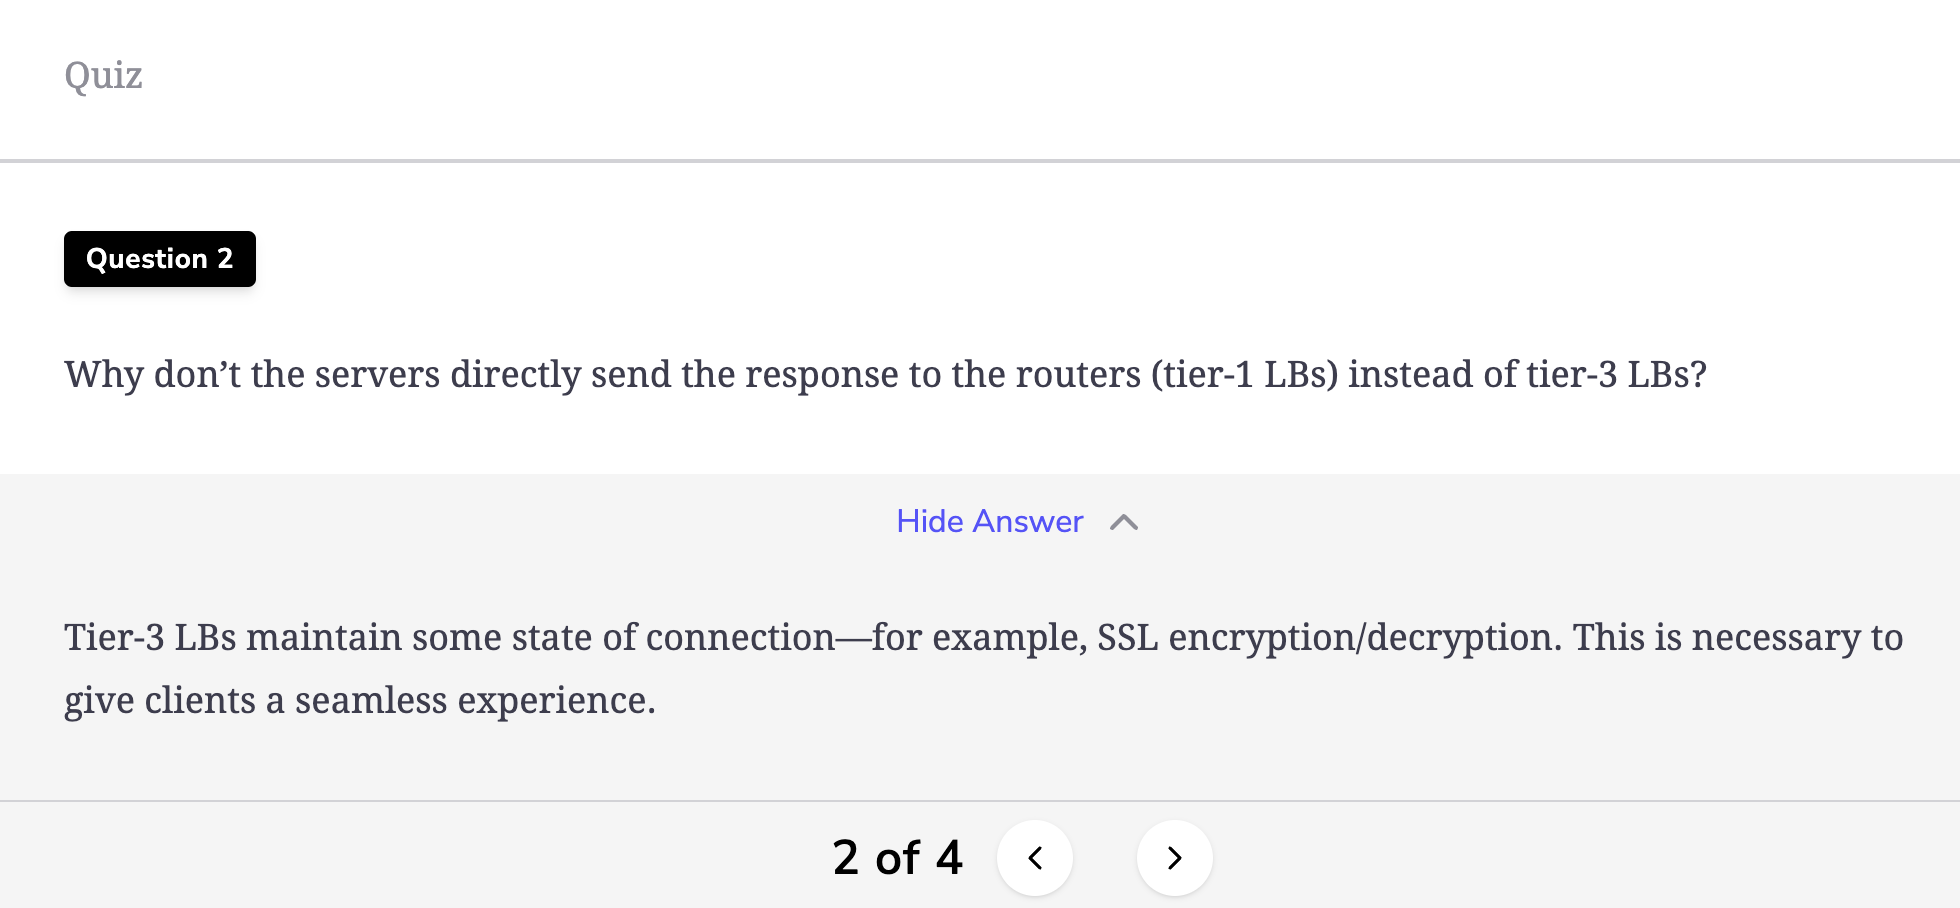 Quiz
Question 2
Why don’t the servers directly send the response to the routers (tier-1 LBs) instead of tier-3 LBs?
Hide Answer
Tier-3 LBs maintain some state of connection—for example, SSL encryption/decryption. This is necessary to
give clients a seamless experience.
2 of 4